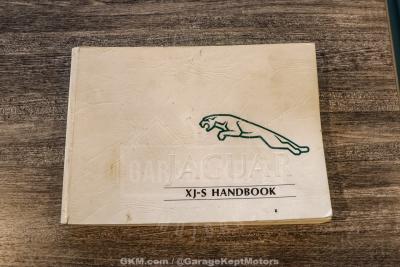 JAGUAR
XJ-S HANDBOOK
GKM.com / @GarageKeptMotors